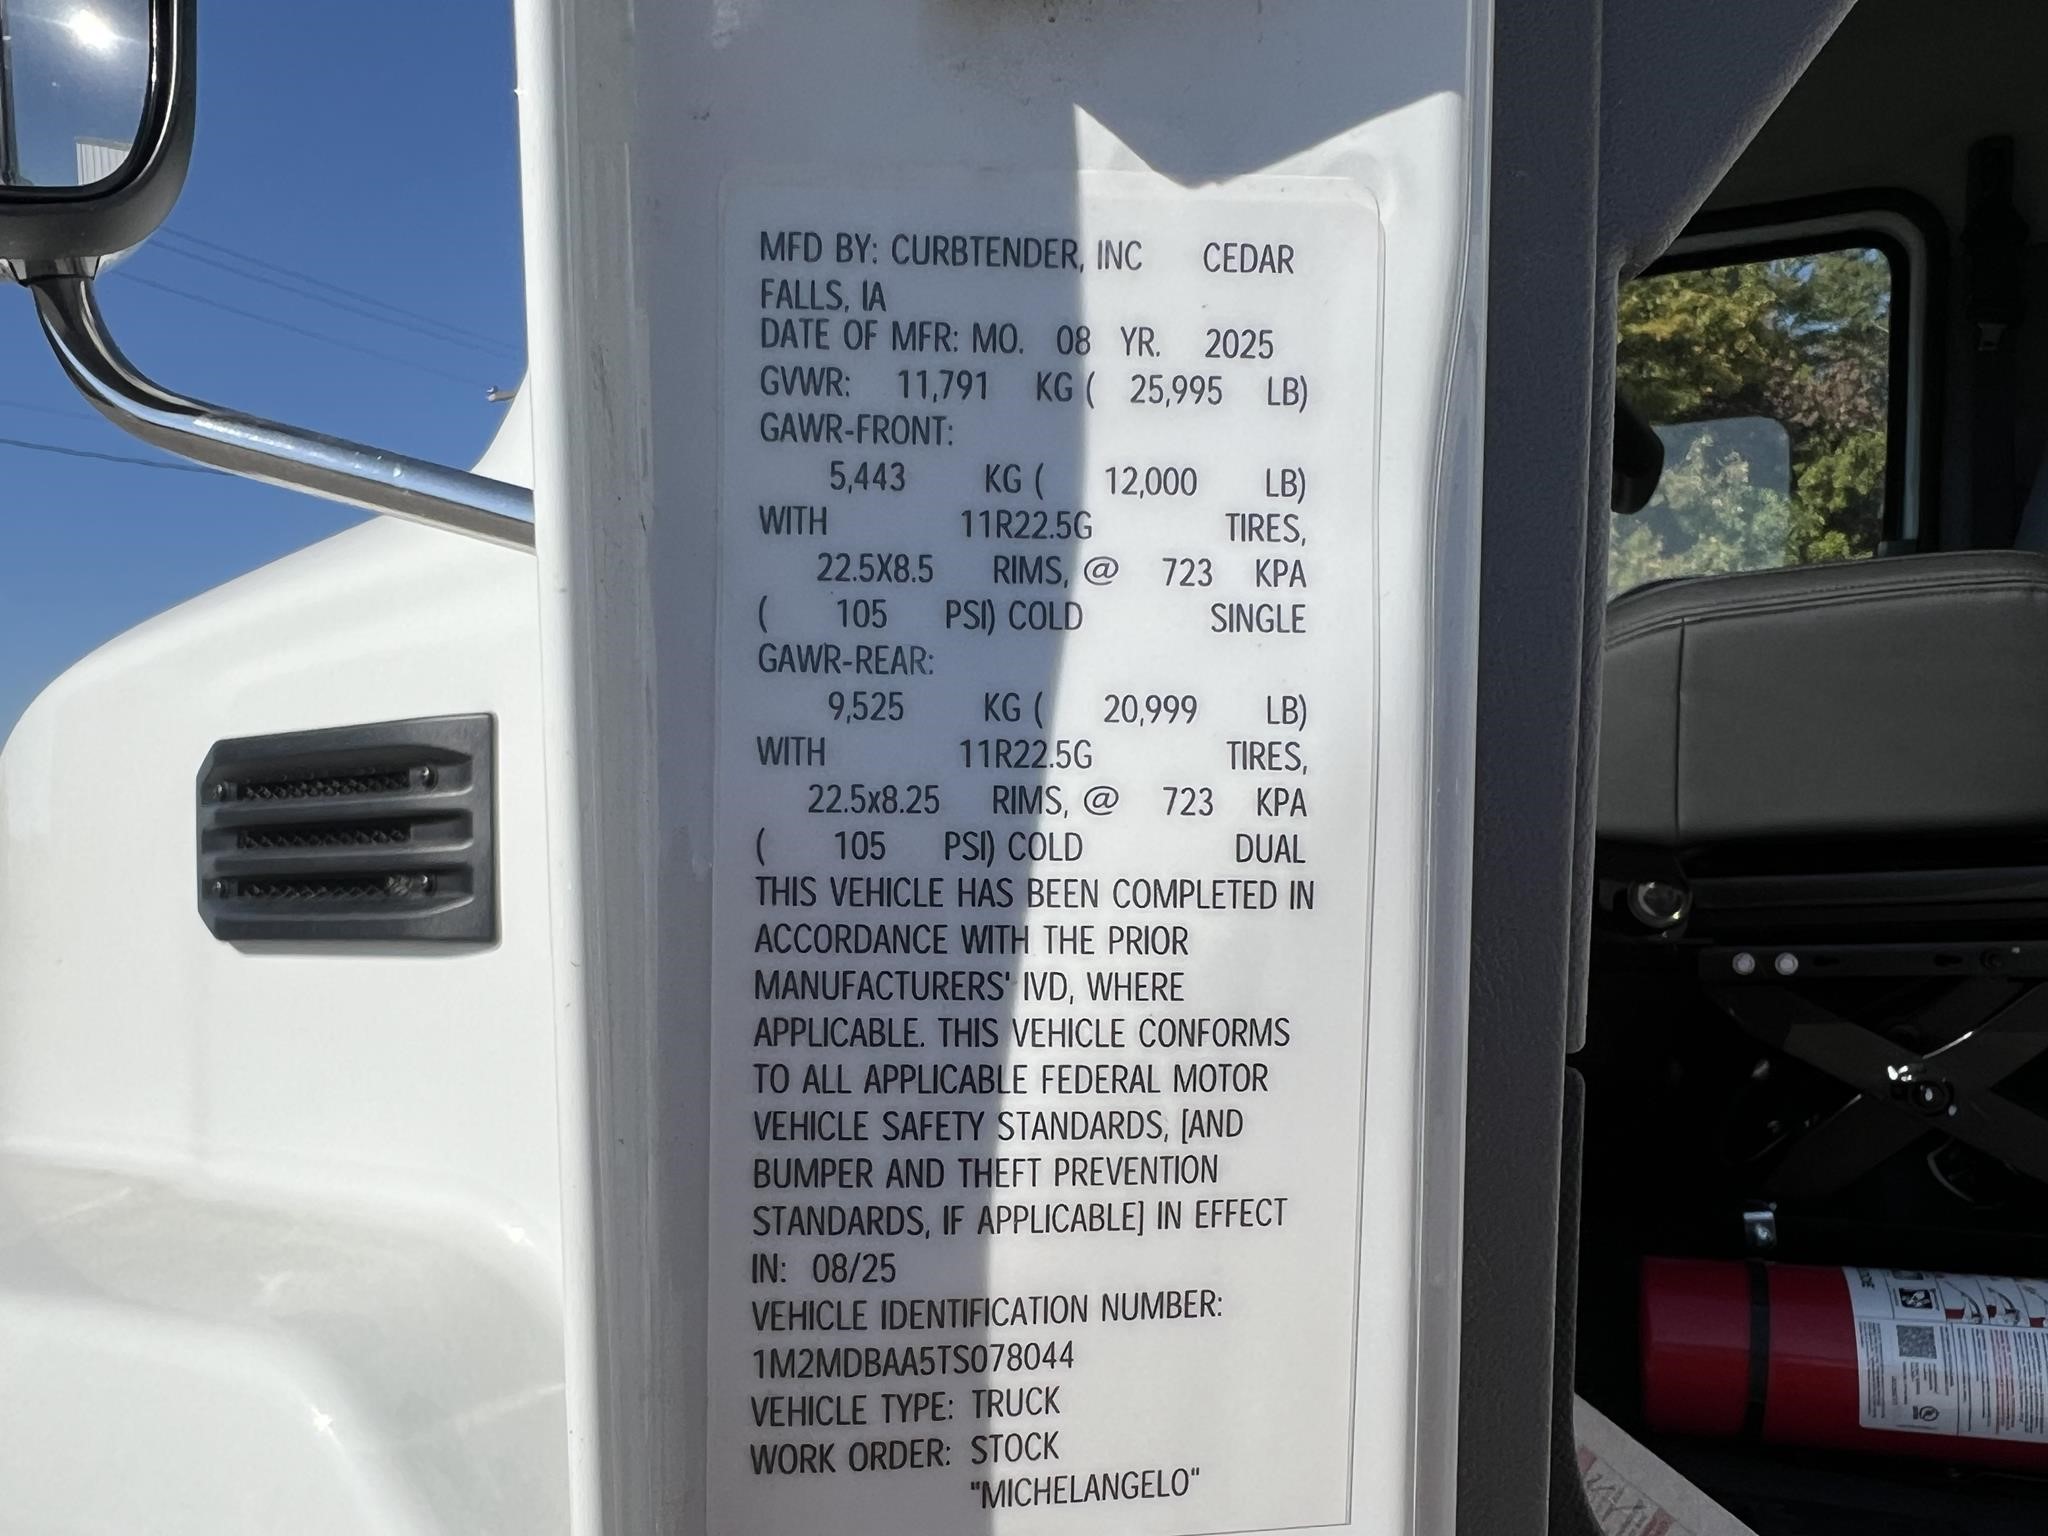 MFD BY: CURBTENDER, INC CEDAR
FALLS, IA
DATE OF MFR: MO. 08 YR. 2025
GVWR: 11,791 KG ( 25,995 LB)
GAWR-FRONT:
5,443 KG ( 12,000 LB)
WITH 11R22.5G TIRES,
22.5X8.5 RIMS, @ 723 KPA
( 105 PSI) COLD SINGLE
GAWR-REAR:
9,525 KG ( 20,999 LB)
WITH 11R22.5G TIRES,
22.5x8.25 RIMS, @ 723 KPA
( 105 PSI) COLD DUAL
THIS VEHICLE HAS BEEN COMPLETED IN
ACCORDANCE WITH THE PRIOR
MANUFACTURERS' IVD, WHERE
APPLICABLE. THIS VEHICLE CONFORMS
TO ALL APPLICABLE FEDERAL MOTOR
VEHICLE SAFETY STANDARDS, [AND
BUMPER AND THEFT PREVENTION
STANDARDS, IF APPLICABLE] IN EFFECT
IN: 08/25
VEHICLE IDENTIFICATION NUMBER:
1M2MDBAA5TS078044
VEHICLE TYPE: TRUCK
WORK ORDER: STOCK
"MICHELANGELO"